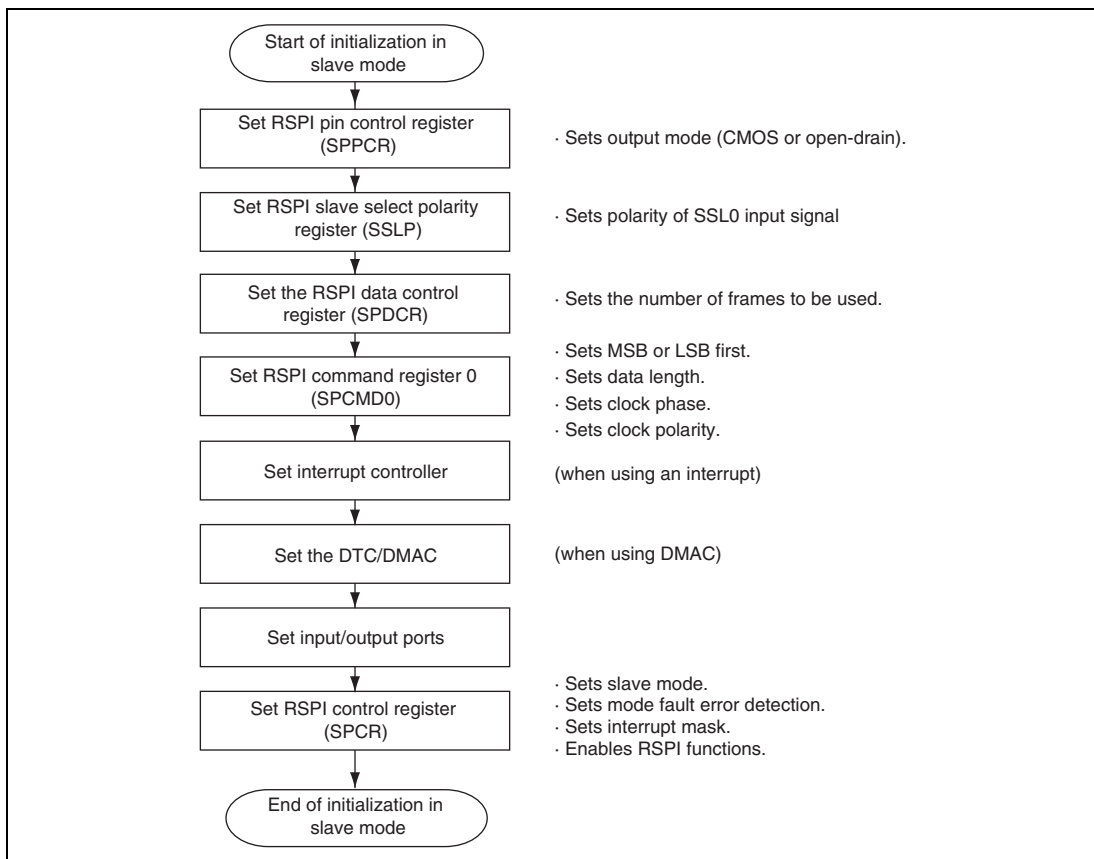 Start of initialization in
slave mode
Set RSPI pin control register
(SPPCR)
· Sets output mode (CMOS or open-drain).
Set RSPI slave select polarity
register (SSLP)
· Sets polarity of SSL0 input signal
Set the RSPI data control
register (SPDCR)
· Sets the number of frames to be used.
Set RSPI command register 0
(SPCMD0)
· Sets MSB or LSB first.
· Sets data length.
· Sets clock phase.
· Sets clock polarity.
Set interrupt controller
(when using an interrupt)
Set the DTC/DMAC
(when using DMAC)
Set input/output ports
Set RSPI control register
(SPCR)
· Sets slave mode.
· Sets mode fault error detection.
· Sets interrupt mask.
· Enables RSPI functions.
End of initialization in
slave mode